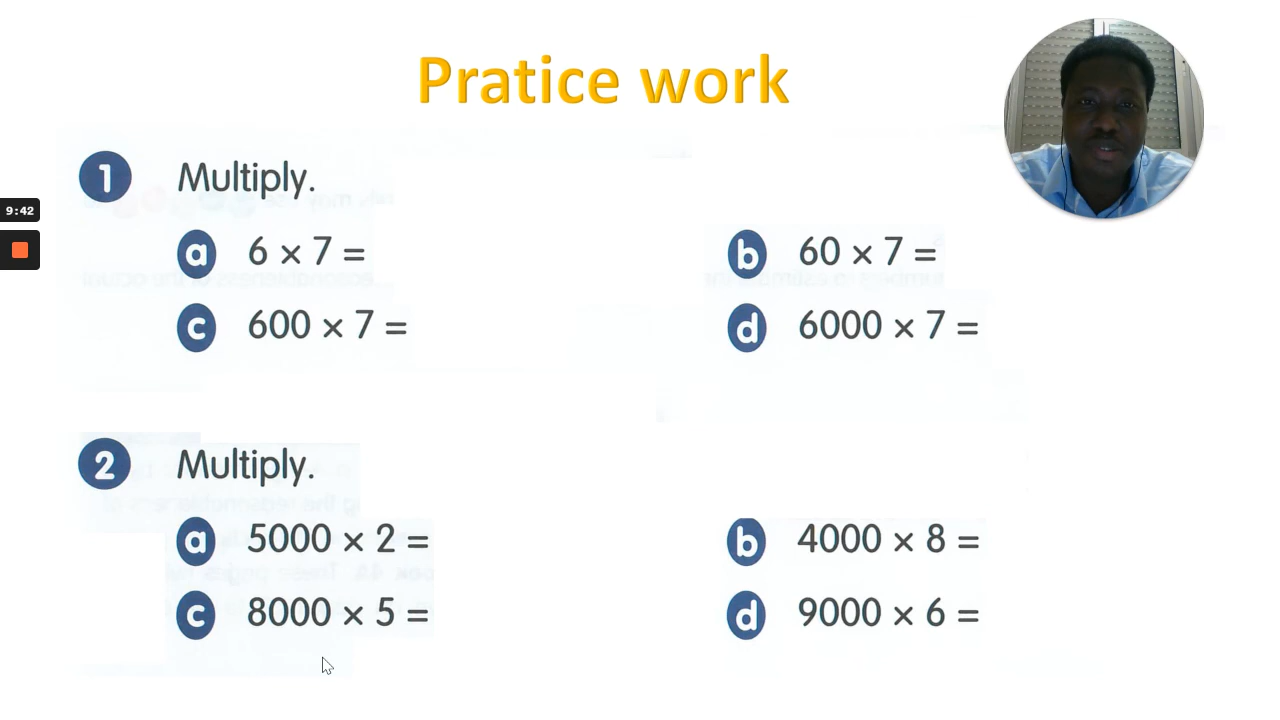 Pratice work
1 Multiply.
9:42
a 6 × 7 = b 60 × 7 =
c 600 × 7 = d 6000 × 7 =
2 Multiply.
a 5000 × 2 = b 4000 × 8 =
c 8000 × 5 = d 9000 × 6 =